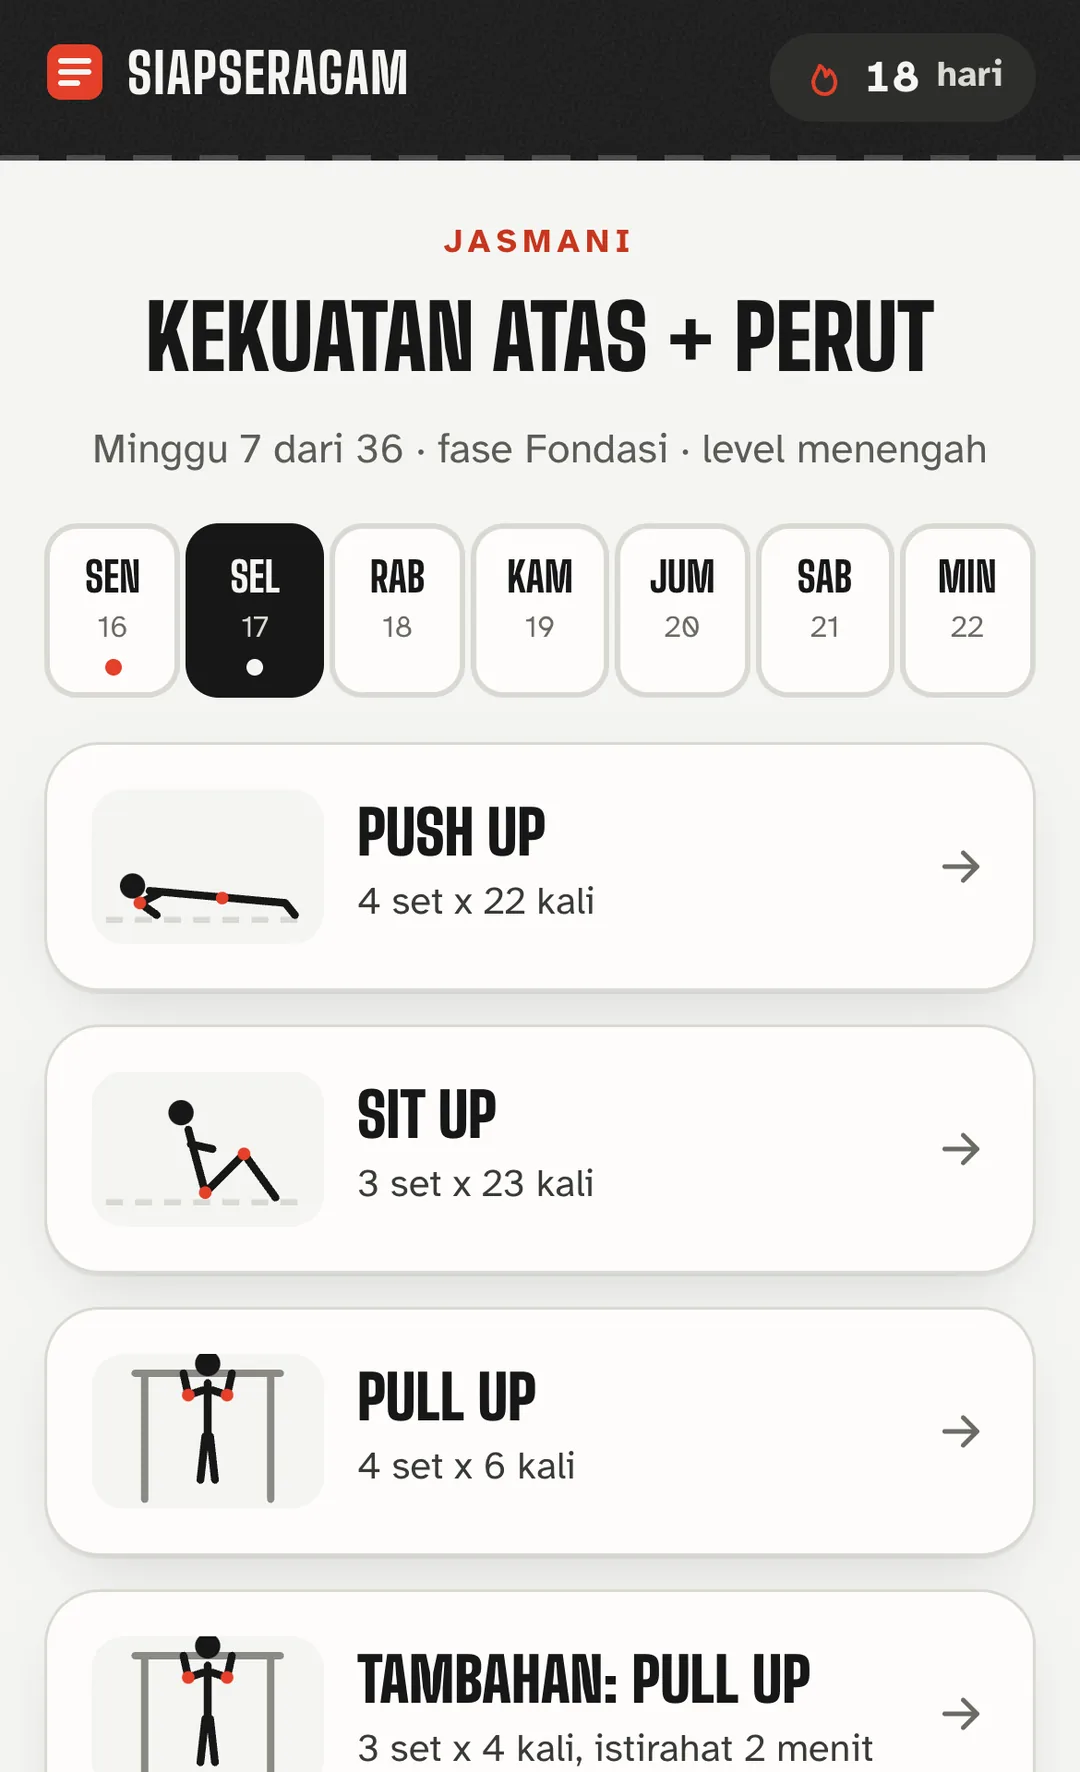 SIAPSERAGAM
18 hari
JASMANI
KEKUATAN ATAS + PERUT
Minggu 7 dari 36 · fase Fondasi · level menengah
SEN SEL RAB KAM JUM SAB MIN
16 17 18 19 20 21 22
PUSH UP
4 set x 22 kali
SIT UP
3 set x 23 kali
PULL UP
4 set x 6 kali
TAMBAHAN: PULL UP
3 set x 4 kali, istirahat 2 menit